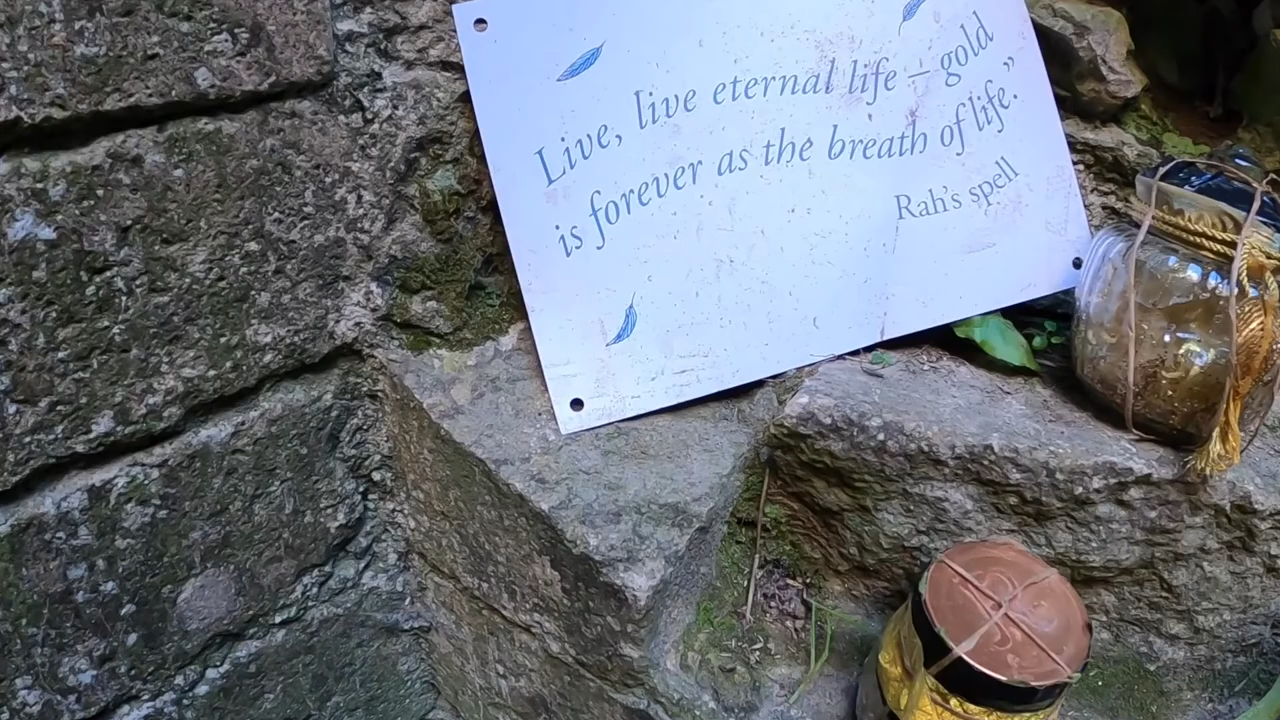 Live, live eternal life – gold
is forever as the breath of life.”
Rah’s spell